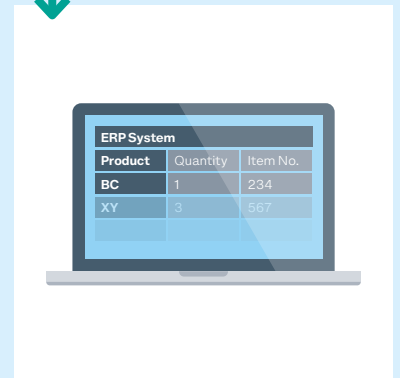 ERP System
Product Quantity Item No.
BC 1 234
XY 3 567